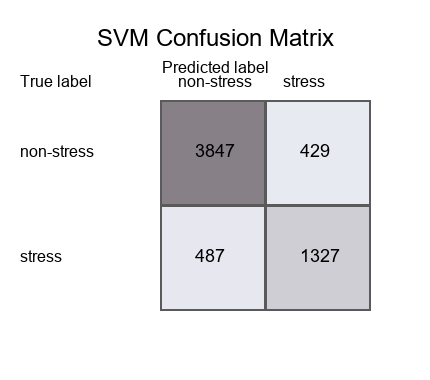 SVM Confusion Matrix
Predicted label
True label non-stress stress
non-stress 3847 429
stress 487 1327